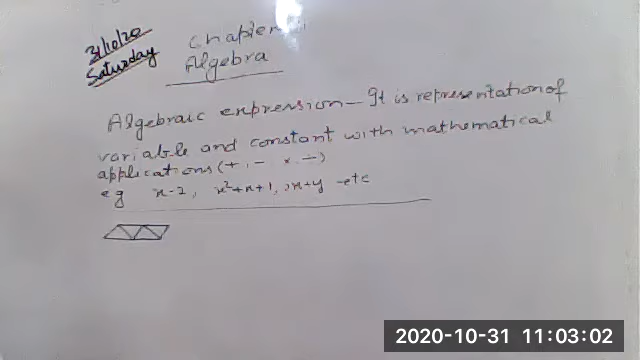 31/10/20
Saturday
Chapter
Algebra
Algebraic expression - It is representation of
variable and constant with mathematical
applications (+, -, ×, ÷)
eg x-2, x²+x+1, x+y etc
2020-10-31 11:03:02